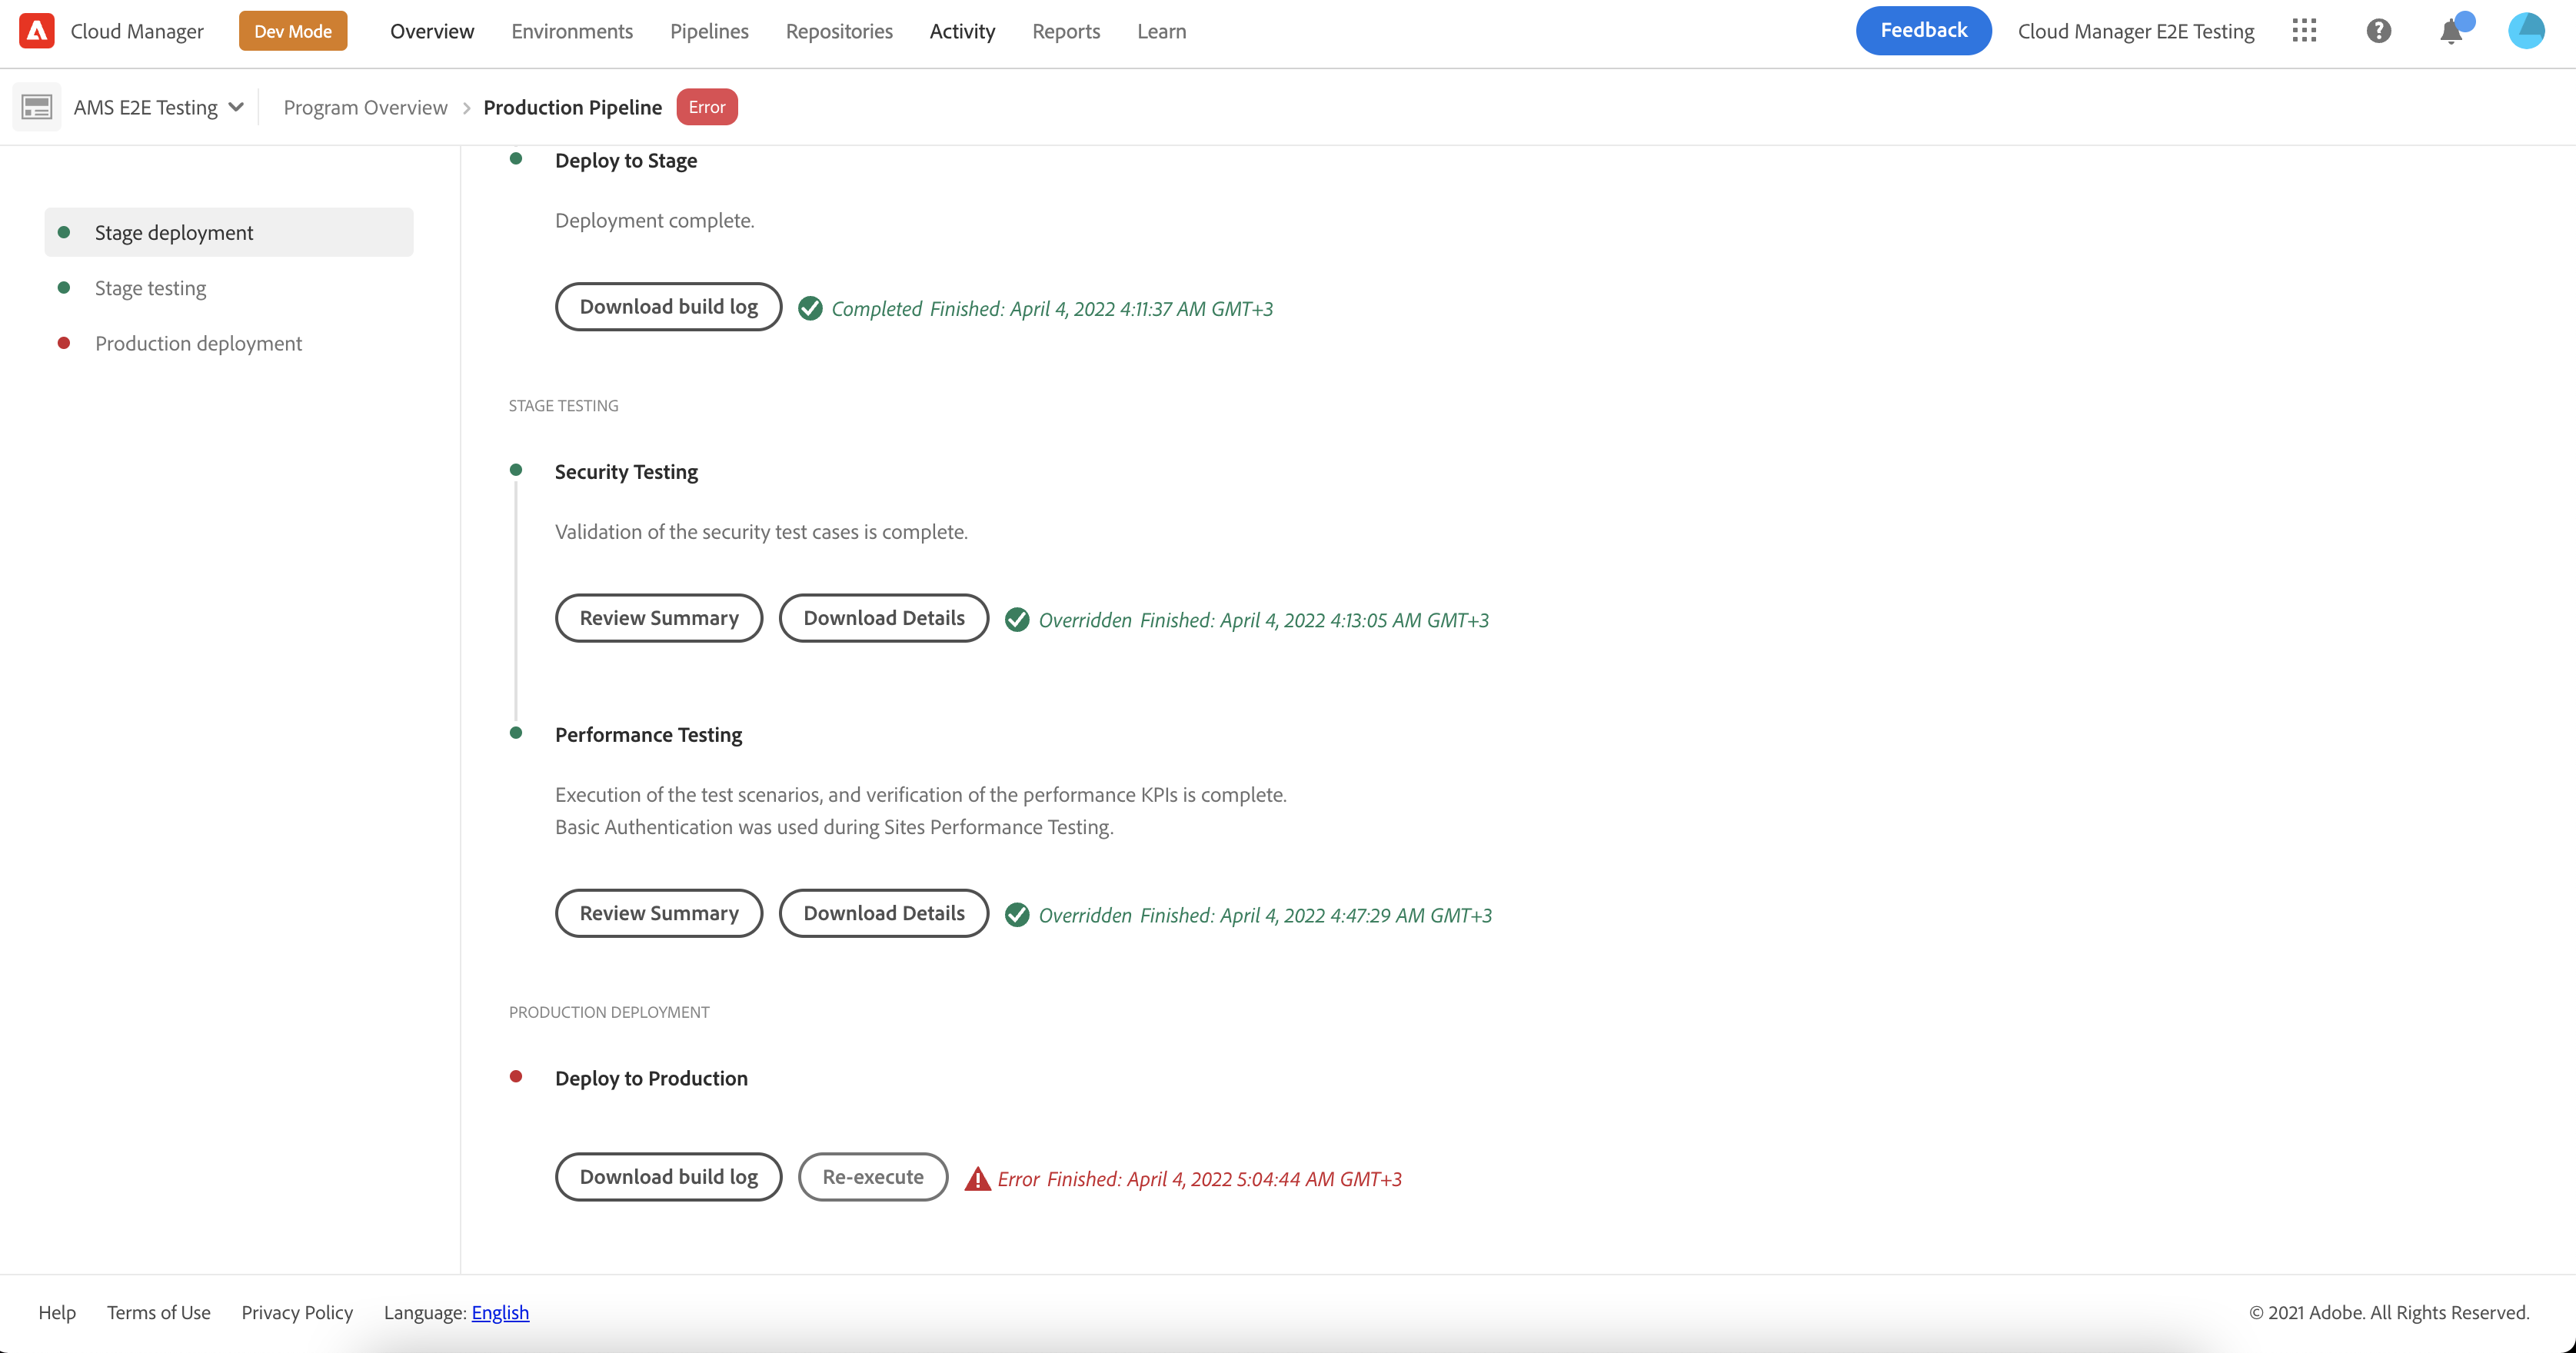 Cloud Manager Dev Mode Overview Environments Pipelines Repositories Activity Reports Learn Feedback Cloud Manager E2E Testing
AMS E2E Testing Program Overview > Production Pipeline Error
Stage deployment
Stage testing
Production deployment
Deploy to Stage
Deployment complete.
Download build log Completed Finished: April 4, 2022 4:11:37 AM GMT+3
STAGE TESTING
Security Testing
Validation of the security test cases is complete.
Review Summary Download Details Overridden Finished: April 4, 2022 4:13:05 AM GMT+3
Performance Testing
Execution of the test scenarios, and verification of the performance KPIs is complete.
Basic Authentication was used during Sites Performance Testing.
Review Summary Download Details Overridden Finished: April 4, 2022 4:47:29 AM GMT+3
PRODUCTION DEPLOYMENT
Deploy to Production
Download build log Re-execute Error Finished: April 4, 2022 5:04:44 AM GMT+3
Help Terms of Use Privacy Policy Language: English © 2021 Adobe. All Rights Reserved.